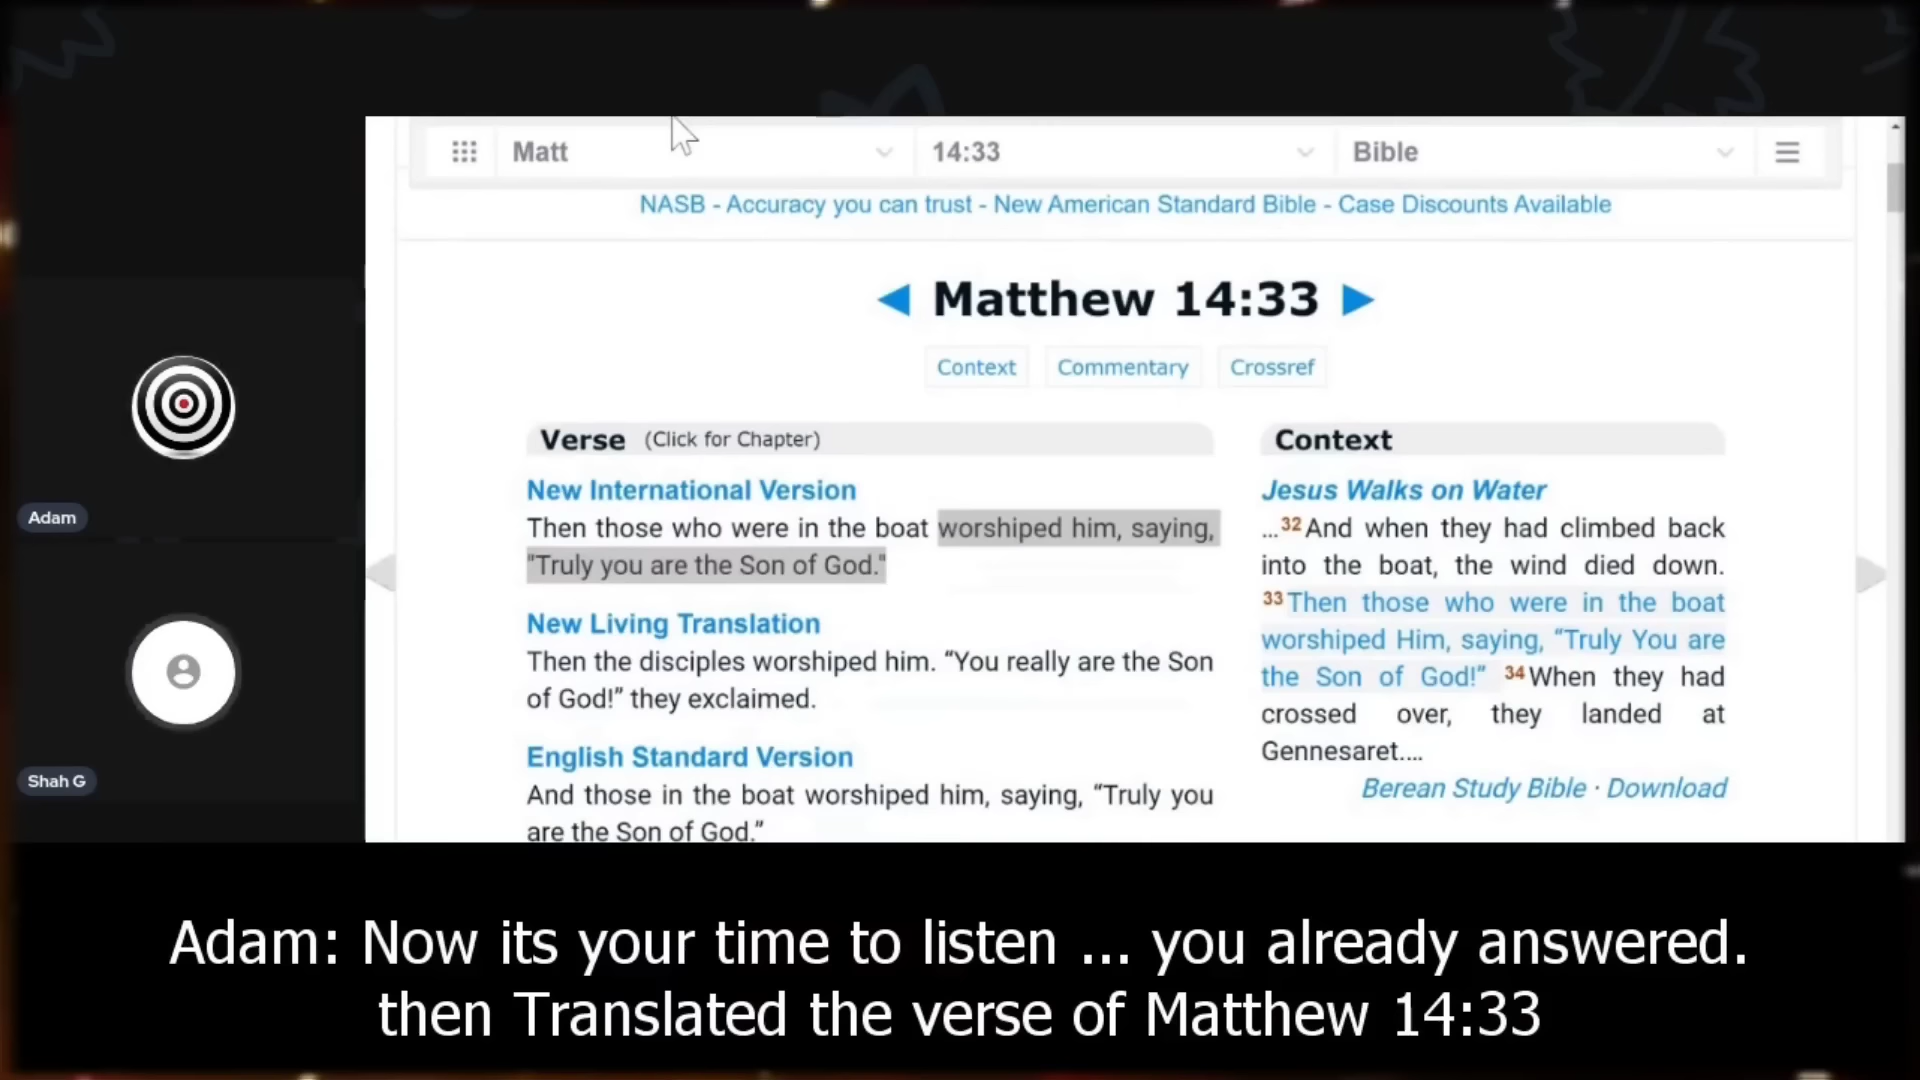 Matt
14:33
Bible
NASB - Accuracy you can trust - New American Standard Bible - Case Discounts Available
Matthew 14:33
Context
Commentary
Crossref
Verse (Click for Chapter)
New International Version
Then those who were in the boat worshiped him, saying,
"Truly you are the Son of God."
New Living Translation
Then the disciples worshiped him. “You really are the Son
of God!” they exclaimed.
English Standard Version
And those in the boat worshiped him, saying, “Truly you
are the Son of God.”
Context
Jesus Walks on Water
...32And when they had climbed back
into the boat, the wind died down.
33Then those who were in the boat
worshiped Him, saying, “Truly You are
the Son of God!” 34When they had
crossed over, they landed at
Gennesaret....
Berean Study Bible · Download
Adam
Shah G
Adam: Now its your time to listen ... you already answered.
then Translated the verse of Matthew 14:33